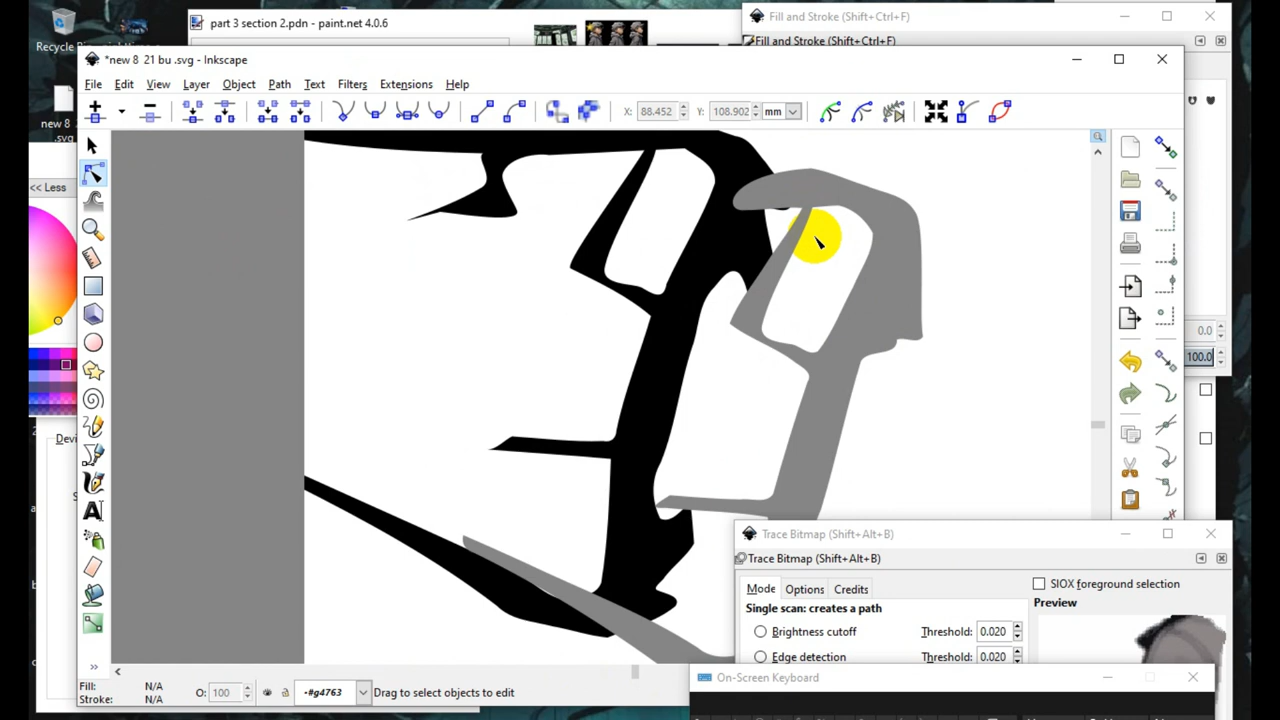 part 3 section 2.pdn - paint.net 4.0.6
Fill and Stroke (Shift+Ctrl+F)
Fill and Stroke (Shift+Ctrl+F)
Recycle
*new 8 21 bu .svg - Inkscape
File Edit View Layer Object Path Text Filters Extensions Help
X: 88.452 Y: 108.902 mm
new 8
.svg
<< Less
0.0
100.0
Devi
Trace Bitmap (Shift+Alt+B)
Trace Bitmap (Shift+Alt+B)
Mode Options Credits
SIOX foreground selection
Single scan: creates a path
Preview
Brightness cutoff Threshold: 0.020
Edge detection Threshold: 0.020
On-Screen Keyboard
Fill: N/A
Stroke: N/A
O: 100
-#g4763
Drag to select objects to edit